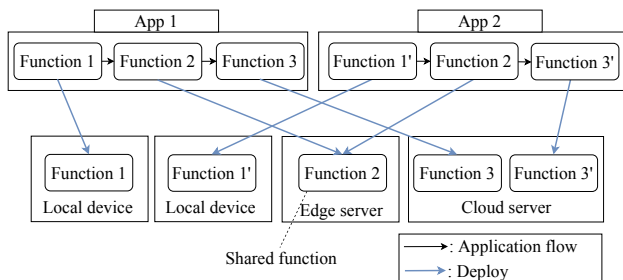 App 1
App 2
Function 1
Function 2
Function 3
Function 1'
Function 2
Function 3'
Function 1
Function 1'
Function 2
Function 3
Function 3'
Local device
Local device
Edge server
Cloud server
Shared function
: Application flow
: Deploy